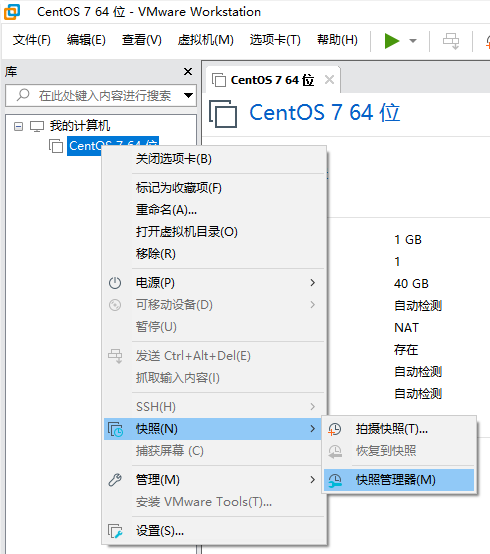 CentOS 7 64 位 - VMware Workstation
文件(F) 编辑(E) 查看(V) 虚拟机(M) 选项卡(T) 帮助(H)
库
在此处键入内容进行搜索
CentOS 7 64 位
我的计算机
CentOS 7 64 位
CentOS 7 64 位
关闭选项卡(B)
标记为收藏项(F)
重命名(A)...
打开虚拟机目录(O)
移除(R)
电源(P)
可移动设备(D)
暂停(U)
发送 Ctrl+Alt+Del(E)
抓取输入内容(I)
SSH(H)
快照(N)
捕获屏幕 (C)
管理(M)
安装 VMware Tools(T)...
设置(S)...
1 GB
1
40 GB
自动检测
NAT
存在
自动检测
自动检测
拍摄快照(T)...
恢复到快照
快照管理器(M)